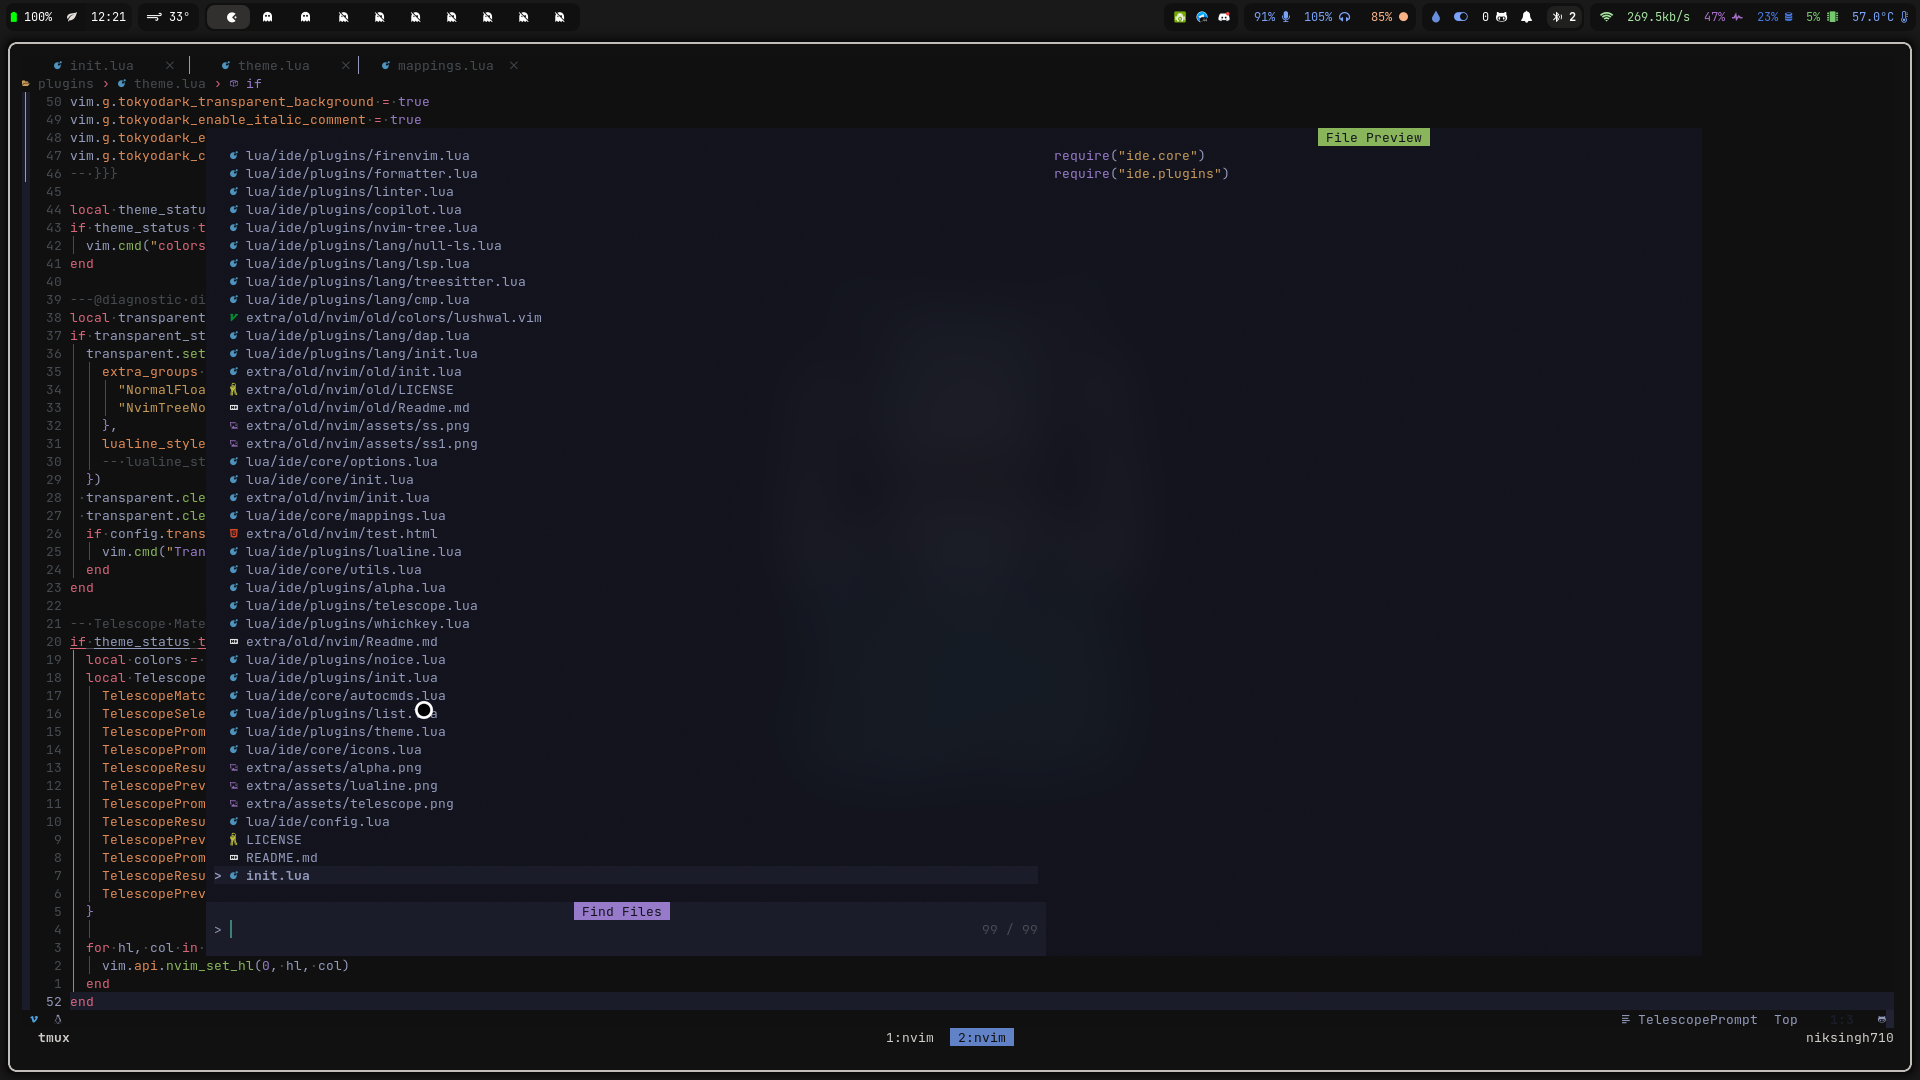 100% 12:21 33° 91% 105% 85% 0 2 269.5kb/s 47% 23% 5% 57.0°C
init.lua × theme.lua × mappings.lua ×
plugins › theme.lua › if
50 vim.g.tokyodark_transparent_background = true
49 vim.g.tokyodark_enable_italic_comment = true
48 vim.g.tokyodark_e
File Preview
47 vim.g.tokyodark_c lua/ide/plugins/firenvim.lua require("ide.core")
46 -- }}} lua/ide/plugins/formatter.lua require("ide.plugins")
45 lua/ide/plugins/linter.lua
44 local theme_statu lua/ide/plugins/copilot.lua
43 if theme_status t lua/ide/plugins/nvim-tree.lua
42 vim.cmd("colors lua/ide/plugins/lang/null-ls.lua
41 end lua/ide/plugins/lang/lsp.lua
40 lua/ide/plugins/lang/treesitter.lua
39 ---@diagnostic di lua/ide/plugins/lang/cmp.lua
38 local transparent extra/old/nvim/old/colors/lushwal.vim
37 if transparent_st lua/ide/plugins/lang/dap.lua
36 transparent.set lua/ide/plugins/lang/init.lua
35 extra_groups extra/old/nvim/old/init.lua
34 "NormalFloa extra/old/nvim/old/LICENSE
33 "NvimTreeNo extra/old/nvim/old/Readme.md
32 }, extra/old/nvim/assets/ss.png
31 lualine_style extra/old/nvim/assets/ss1.png
30 -- lualine_st lua/ide/core/options.lua
29 }) lua/ide/core/init.lua
28 transparent.cle extra/old/nvim/init.lua
27 transparent.cle lua/ide/core/mappings.lua
26 if config.trans extra/old/nvim/test.html
25 vim.cmd("Tran lua/ide/plugins/lualine.lua
24 end lua/ide/core/utils.lua
23 end lua/ide/plugins/alpha.lua
22 lua/ide/plugins/telescope.lua
21 -- Telescope Mate lua/ide/plugins/whichkey.lua
20 if theme_status t extra/old/nvim/Readme.md
19 local colors = lua/ide/plugins/noice.lua
18 local Telescope lua/ide/plugins/init.lua
17 TelescopeMatc lua/ide/core/autocmds.lua
16 TelescopeSele lua/ide/plugins/list.
15 TelescopeProm lua/ide/plugins/theme.lua
14 TelescopeProm lua/ide/core/icons.lua
13 TelescopeResu extra/assets/alpha.png
12 TelescopePrev extra/assets/lualine.png
11 TelescopeProm extra/assets/telescope.png
10 TelescopeResu lua/ide/config.lua
9 TelescopePrev LICENSE
8 TelescopeProm README.md
7 TelescopeResu > init.lua
6 TelescopePrev
5 } Find Files
4 > 99 / 99
3 for hl, col in
2 vim.api.nvim_set_hl(0, hl, col)
1 end
52 end
TelescopePrompt Top 1:3
tmux 1:nvim 2:nvim niksingh710